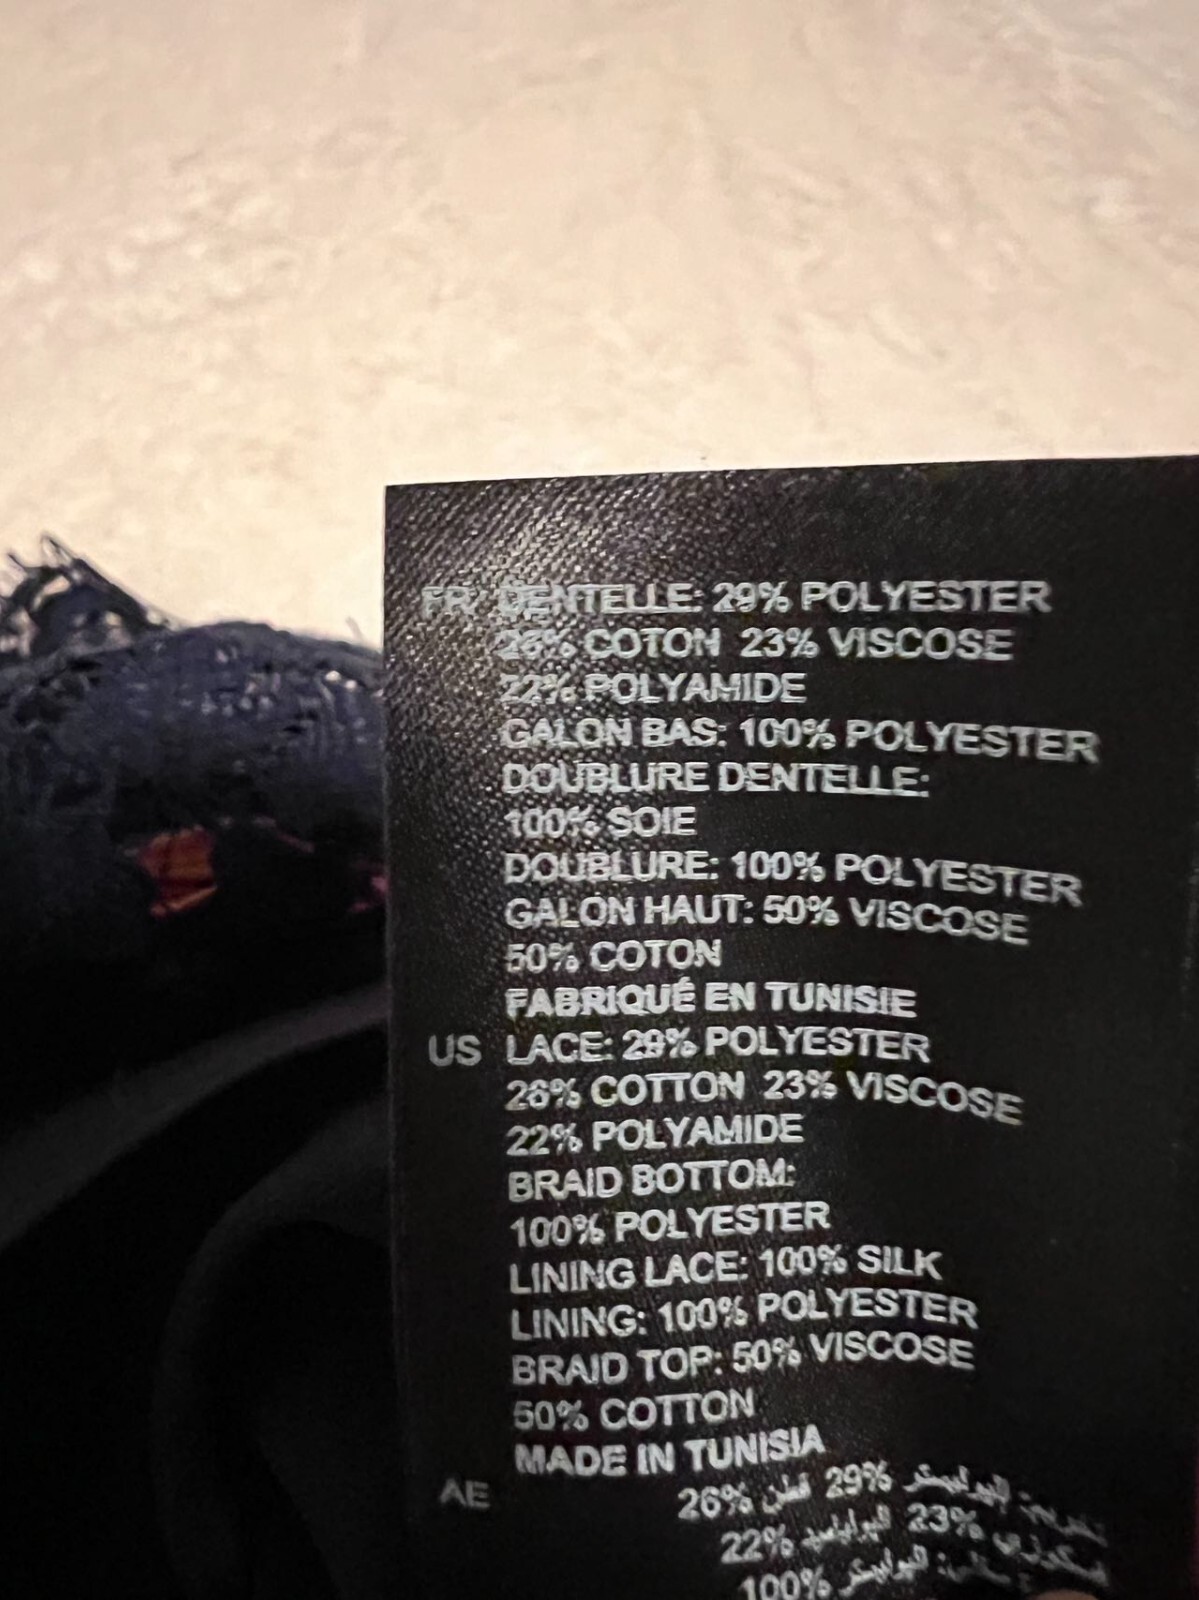 FR DENTELLE: 29% POLYESTER
26% COTON 23% VISCOSE
22% POLYAMIDE
GALON BAS: 100% POLYESTER
DOUBLURE DENTELLE:
100% SOIE
DOUBLURE: 100% POLYESTER
GALON HAUT: 50% VISCOSE
50% COTON
FABRIQUÉ EN TUNISIE
US LACE: 29% POLYESTER
26% COTTON 23% VISCOSE
22% POLYAMIDE
BRAID BOTTOM:
100% POLYESTER
LINING LACE: 100% SILK
LINING: 100% POLYESTER
BRAID TOP: 50% VISCOSE
50% COTTON
MADE IN TUNISIA
AE 29% قطن 26%
23% 22%
100%